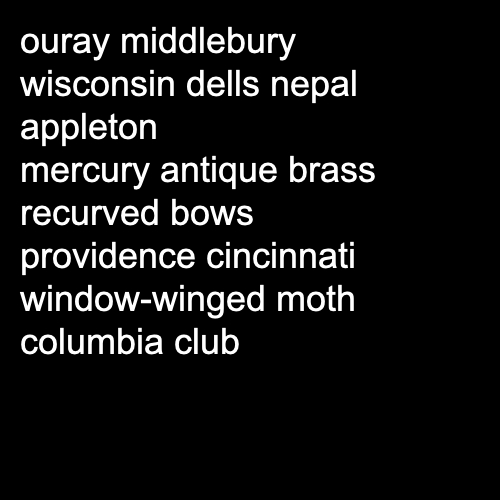 ouray middlebury
wisconsin dells nepal
appleton
mercury antique brass
recurved bows
providence cincinnati
window-winged moth
columbia club